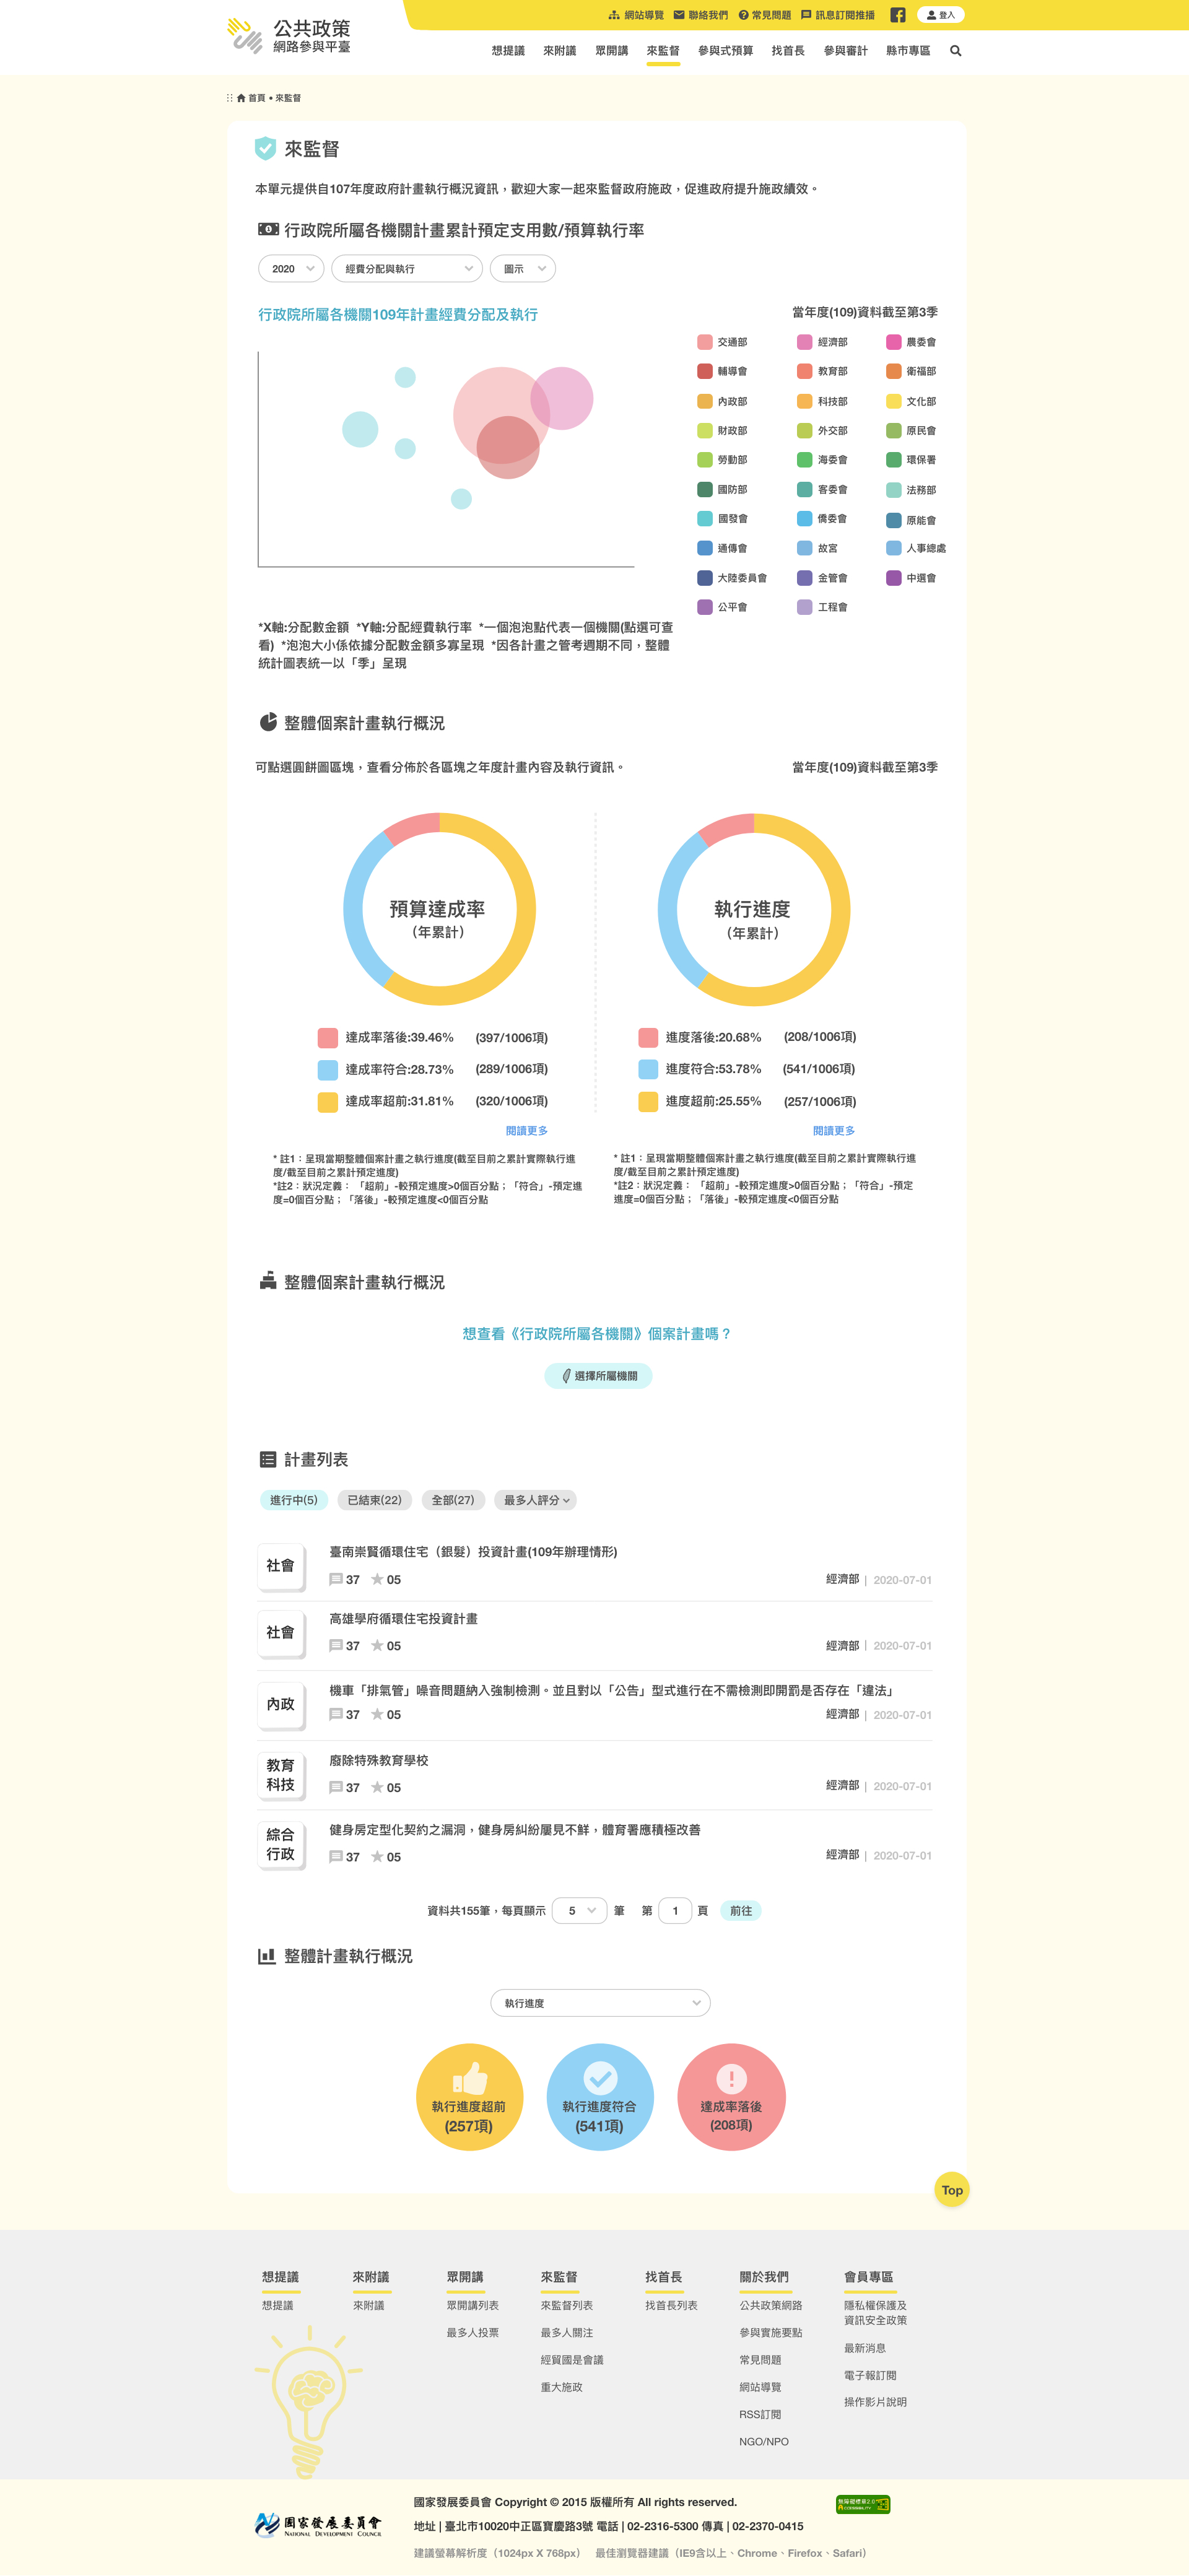 公共政策
網路參與平臺
網站導覽 聯絡我們 常見問題 訊息訂閱推播 登入
想提議 來附議 眾開講 來監督 參與式預算 找首長 參與審計 縣市專區
首頁 • 來監督
來監督
本單元提供自107年度政府計畫執行概況資訊，歡迎大家一起來監督政府施政，促進政府提升施政績效。
行政院所屬各機關計畫累計預定支用數/預算執行率
2020 經費分配與執行 圖示
行政院所屬各機關109年計畫經費分配及執行
當年度(109)資料截至第3季
交通部 經濟部 農委會
輔導會 教育部 衛福部
內政部 科技部 文化部
財政部 外交部 原民會
勞動部 海委會 環保署
國防部 客委會 法務部
國發會 僑委會 原能會
通傳會 故宮 人事總處
大陸委員會 金管會 中選會
公平會 工程會
*X軸:分配數金額 *Y軸:分配經費執行率 *一個泡泡點代表一個機關(點選可查
看) *泡泡大小係依據分配數金額多寡呈現 *因各計畫之管考週期不同，整體
統計圖表統一以「季」呈現
整體個案計畫執行概況
可點選圓餅圖區塊，查看分佈於各區塊之年度計畫內容及執行資訊。
當年度(109)資料截至第3季
預算達成率
（年累計）
達成率落後:39.46% (397/1006項)
達成率符合:28.73% (289/1006項)
達成率超前:31.81% (320/1006項)
閱讀更多
* 註1：呈現當期整體個案計畫之執行進度(截至目前之累計實際執行進
度/截至目前之累計預定進度)
*註2：狀況定義：「超前」-較預定進度>0個百分點；「符合」-預定進
度=0個百分點；「落後」-較預定進度<0個百分點
執行進度
（年累計）
進度落後:20.68% (208/1006項)
進度符合:53.78% (541/1006項)
進度超前:25.55% (257/1006項)
閱讀更多
* 註1：呈現當期整體個案計畫之執行進度(截至目前之累計實際執行進
度/截至目前之累計預定進度)
*註2：狀況定義：「超前」-較預定進度>0個百分點；「符合」-預定
進度=0個百分點；「落後」-較預定進度<0個百分點
整體個案計畫執行概況
想查看《行政院所屬各機關》個案計畫嗎？
選擇所屬機關
計畫列表
進行中(5) 已結束(22) 全部(27) 最多人評分
社會
臺南崇賢循環住宅（銀髮）投資計畫(109年辦理情形)
37 05 經濟部 | 2020-07-01
社會
高雄學府循環住宅投資計畫
37 05 經濟部 | 2020-07-01
內政
機車「排氣管」噪音問題納入強制檢測。並且對以「公告」型式進行在不需檢測即開罰是否存在「違法」
37 05 經濟部 | 2020-07-01
教育
科技
廢除特殊教育學校
37 05 經濟部 | 2020-07-01
綜合
行政
健身房定型化契約之漏洞，健身房糾紛屢見不鮮，體育署應積極改善
37 05 經濟部 | 2020-07-01
資料共155筆，每頁顯示 5 筆 第 1 頁 前往
整體計畫執行概況
執行進度
執行進度超前
(257項)
執行進度符合
(541項)
達成率落後
(208項)
Top
想提議 來附議 眾開講 來監督 找首長 關於我們 會員專區
想提議
來附議
眾開講列表
最多人投票
來監督列表
最多人關注
經貿國是會議
重大施政
找首長列表
公共政策網路
參與實施要點
常見問題
網站導覽
RSS訂閱
NGO/NPO
隱私權保護及
資訊安全政策
最新消息
電子報訂閱
操作影片說明
國家發展委員會
NATIONAL DEVELOPMENT COUNCIL
國家發展委員會 Copyright © 2015 版權所有 All rights reserved.
地址 | 臺北市10020中正區寶慶路3號 電話 | 02-2316-5300 傳真 | 02-2370-0415
建議螢幕解析度（1024px X 768px） 最佳瀏覽器建議（IE9含以上、Chrome、Firefox、Safari）